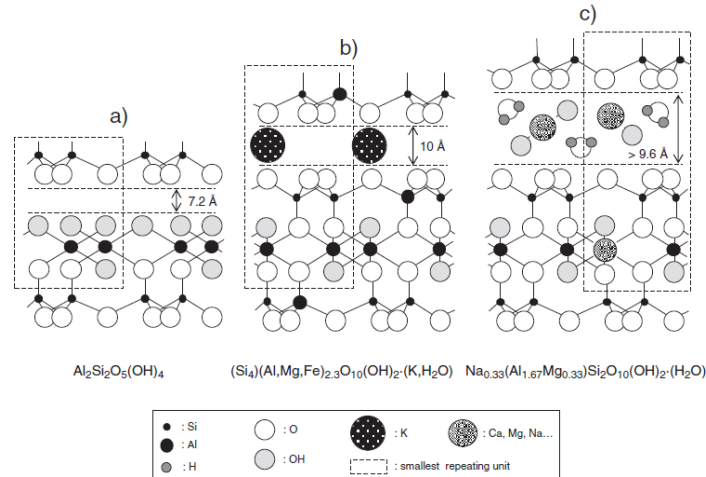 a)
b)
c)
7.2 Å
10 Å
> 9.6 Å
Al₂Si₂O₅(OH)₄
(Si₄)(Al,Mg,Fe)₂.₃O₁₀(OH)₂·(K,H₂O)
Na₀.₃₃(Al₁.₆₇Mg₀.₃₃)Si₂O₁₀(OH)₂·(H₂O)
: Si
: Al
: H
: O
: OH
: K
: Ca, Mg, Na...
: smallest repeating unit